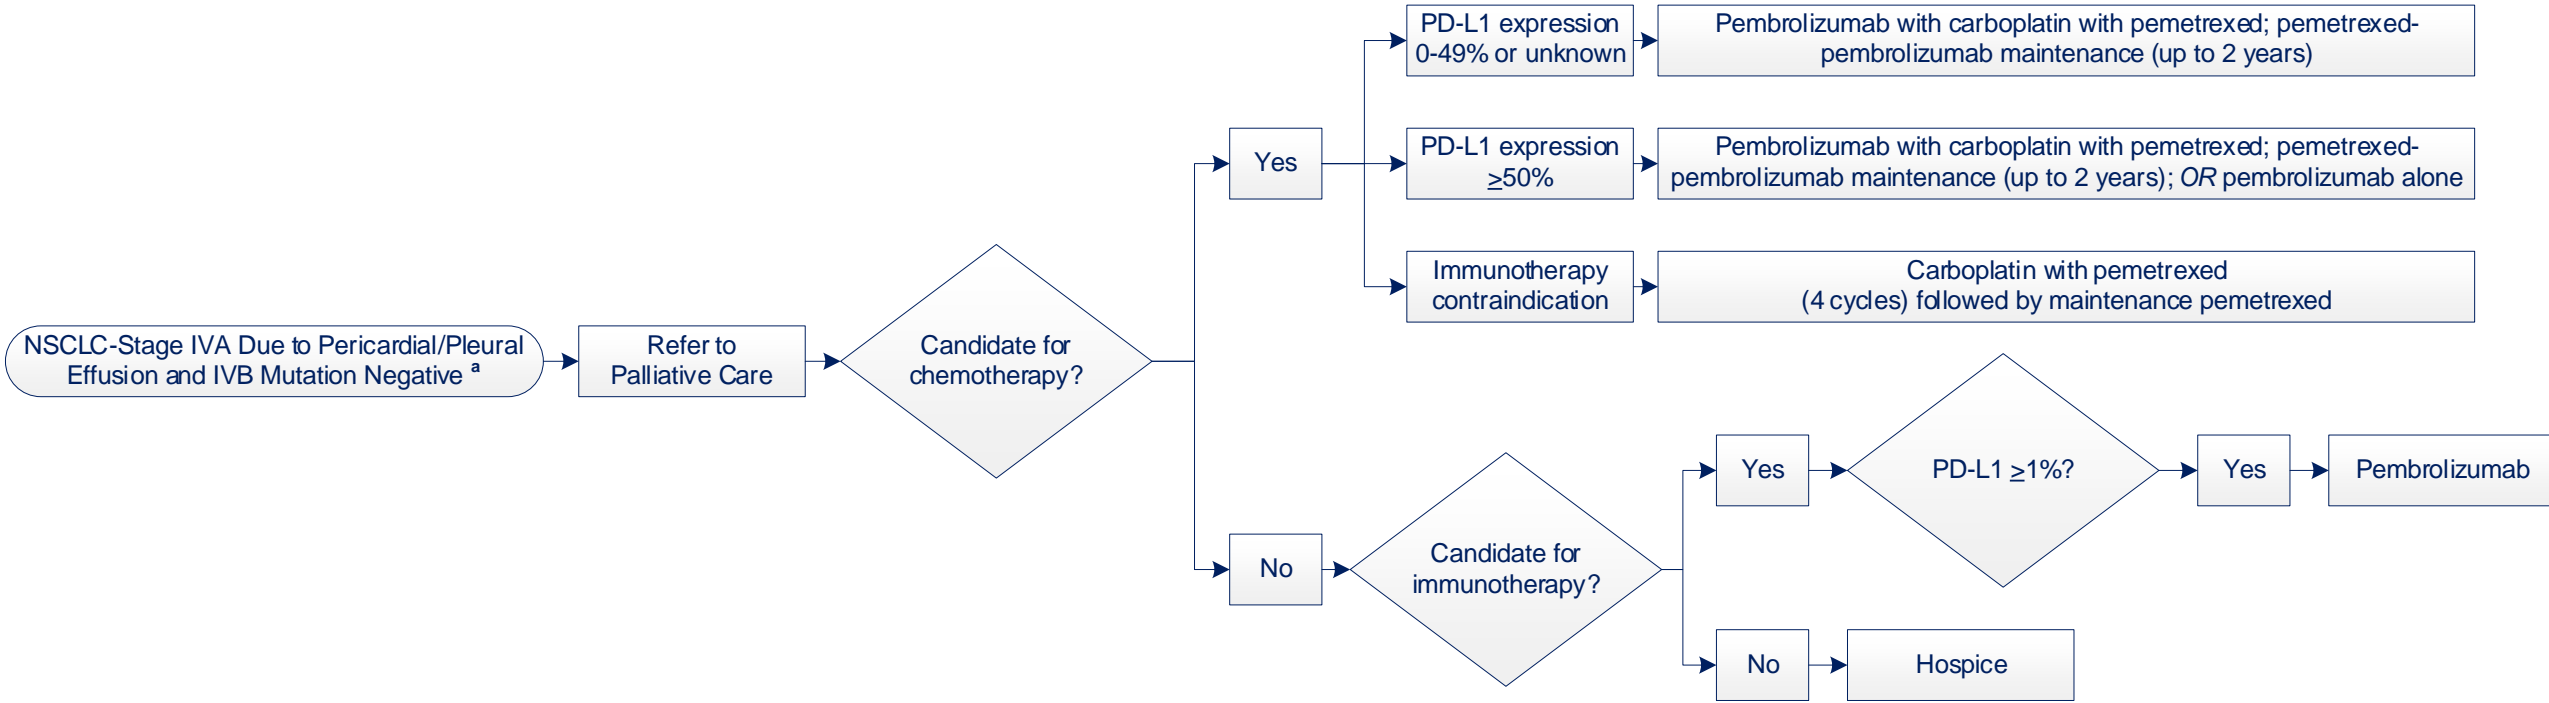 NSCLC-Stage IVA Due to Pericardial/Pleural
Effusion and IVB Mutation Negative a
Refer to
Palliative Care
Candidate for
chemotherapy?
Yes
PD-L1 expression
0-49% or unknown
Pembrolizumab with carboplatin with pemetrexed; pemetrexed-
pembrolizumab maintenance (up to 2 years)
PD-L1 expression
≥50%
Pembrolizumab with carboplatin with pemetrexed; pemetrexed-
pembrolizumab maintenance (up to 2 years); OR pembrolizumab alone
Immunotherapy
contraindication
Carboplatin with pemetrexed
(4 cycles) followed by maintenance pemetrexed
No
Candidate for
immunotherapy?
Yes
PD-L1 ≥1%?
Yes
Pembrolizumab
No
Hospice